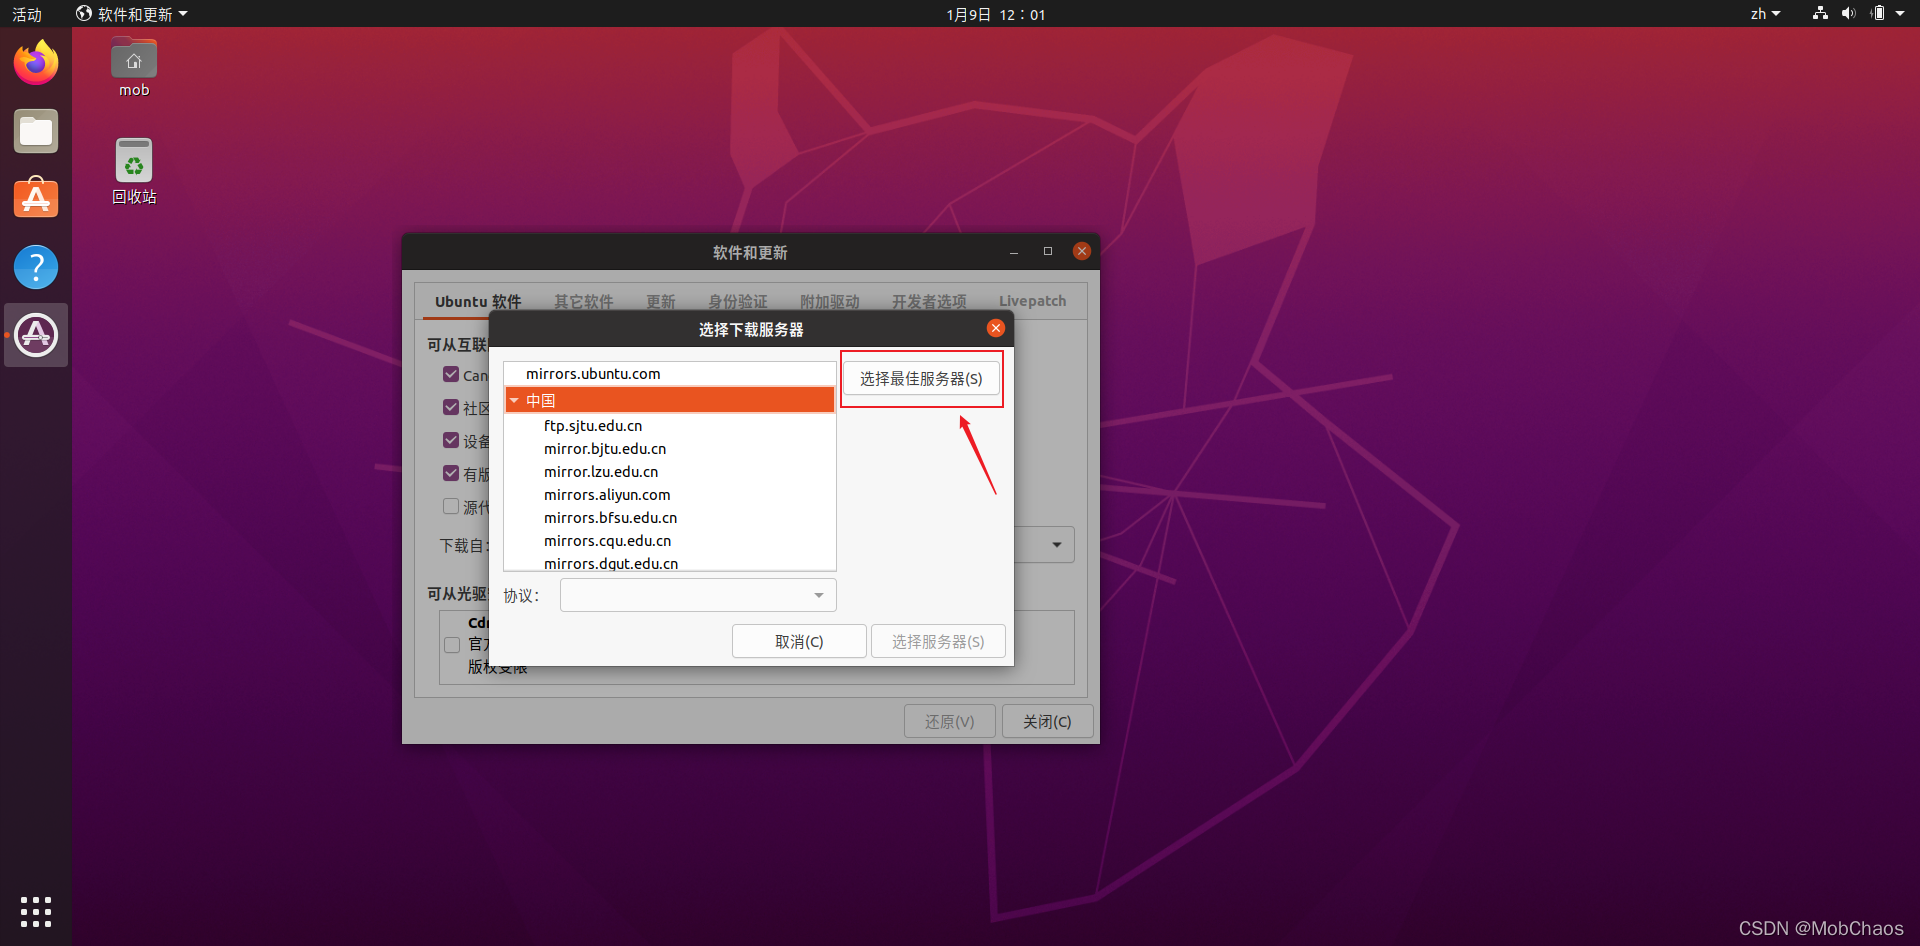 活动
软件和更新
1月9日 12：01
zh
mob
回收站
软件和更新
Ubuntu 软件
其它软件
更新
身份验证
附加驱动
开发者选项
Livepatch
可从互联
Can
社区
设备
有版
源代
下载自：
可从光驱
Cdr
官方
版权受限
选择下载服务器
mirrors.ubuntu.com
中国
ftp.sjtu.edu.cn
mirror.bjtu.edu.cn
mirror.lzu.edu.cn
mirrors.aliyun.com
mirrors.bfsu.edu.cn
mirrors.cqu.edu.cn
mirrors.dgut.edu.cn
选择最佳服务器(S)
协议：
取消(C)
选择服务器(S)
还原(V)
关闭(C)
CSDN @MobChaos